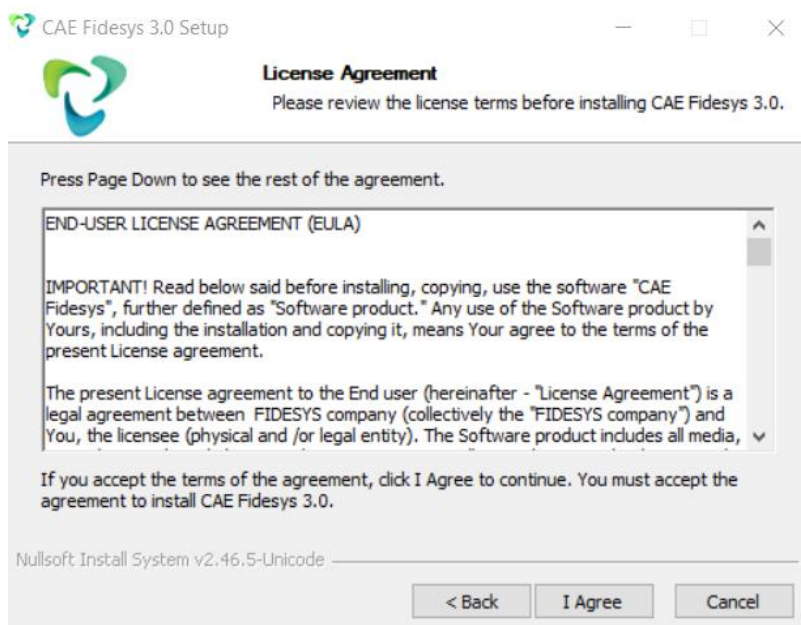 CAE Fidesys 3.0 Setup
License Agreement
Please review the license terms before installing CAE Fidesys 3.0.
Press Page Down to see the rest of the agreement.
END-USER LICENSE AGREEMENT (EULA)
IMPORTANT! Read below said before installing, copying, use the software "CAE
Fidesys", further defined as "Software product." Any use of the Software product by
Yours, including the installation and copying it, means Your agree to the terms of the
present License agreement.
The present License agreement to the End user (hereinafter - "License Agreement") is a
legal agreement between FIDESYS company (collectively the "FIDESYS company") and
You, the licensee (physical and /or legal entity). The Software product includes all media,
If you accept the terms of the agreement, click I Agree to continue. You must accept the
agreement to install CAE Fidesys 3.0.
Nullsoft Install System v2.46.5-Unicode
< Back I Agree Cancel